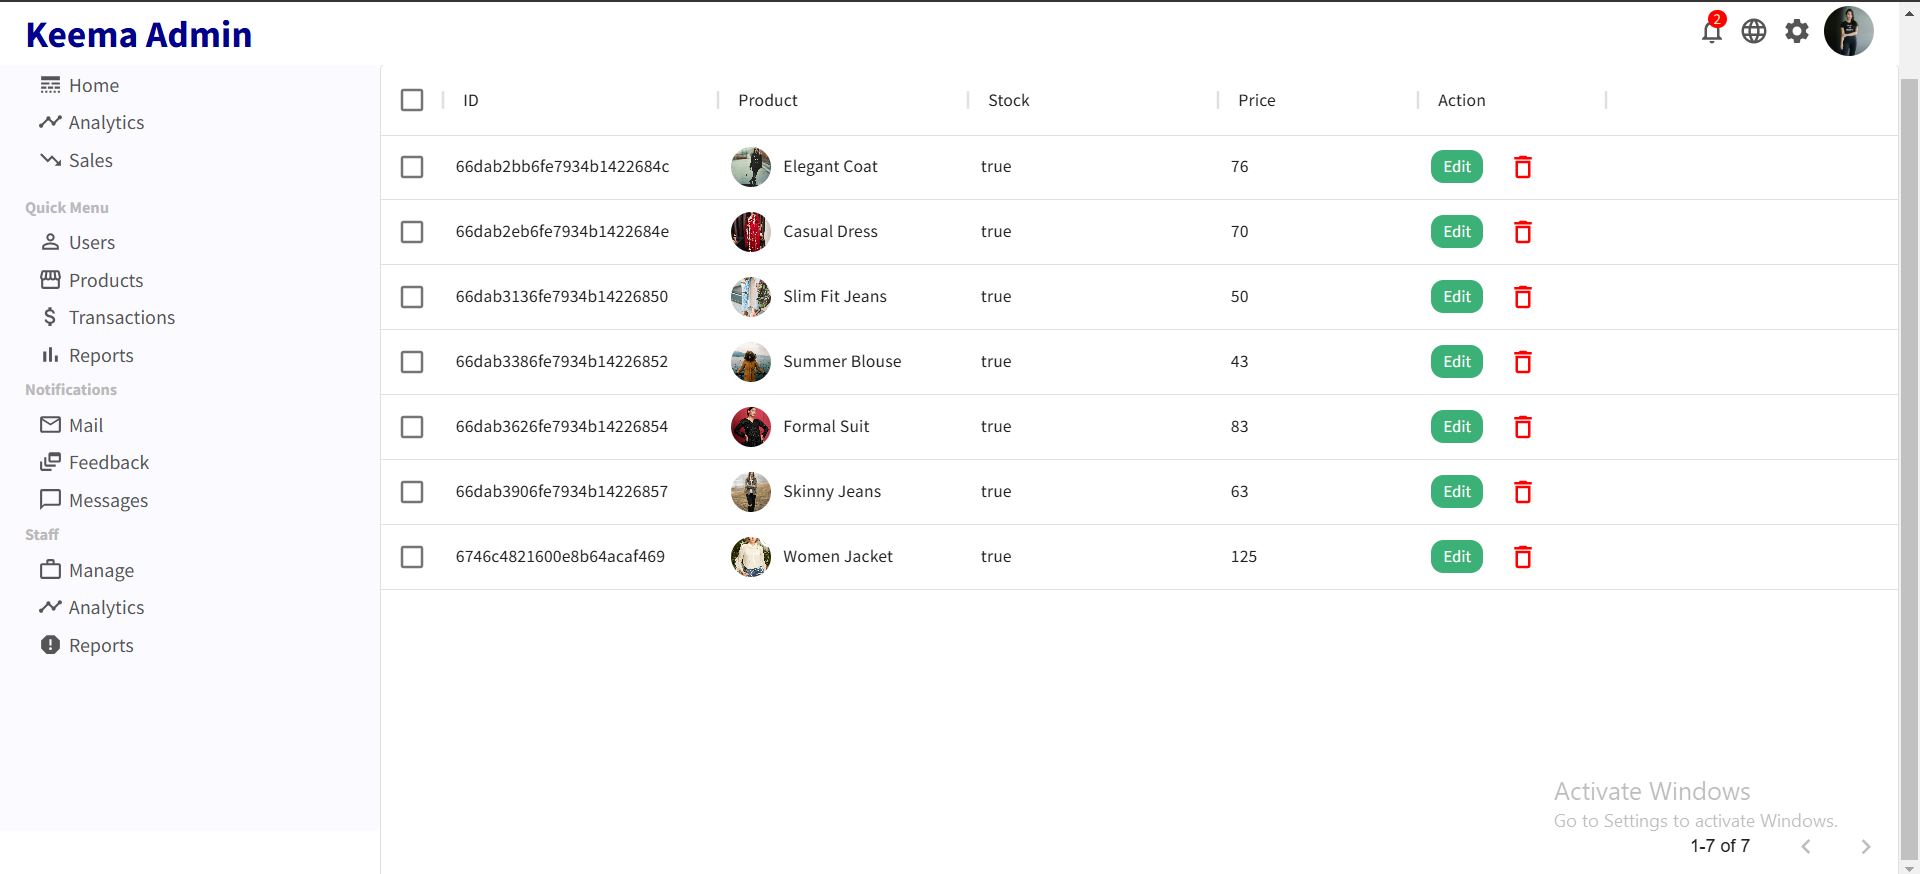 Keema Admin
2
Home
Analytics
Sales
Quick Menu
Users
Products
Transactions
Reports
Notifications
Mail
Feedback
Messages
Staff
Manage
Analytics
Reports
ID Product Stock Price Action
66dab2bb6fe7934b1422684c Elegant Coat true 76 Edit
66dab2eb6fe7934b1422684e Casual Dress true 70 Edit
66dab3136fe7934b14226850 Slim Fit Jeans true 50 Edit
66dab3386fe7934b14226852 Summer Blouse true 43 Edit
66dab3626fe7934b14226854 Formal Suit true 83 Edit
66dab3906fe7934b14226857 Skinny Jeans true 63 Edit
6746c4821600e8b64acaf469 Women Jacket true 125 Edit
Activate Windows
Go to Settings to activate Windows.
1-7 of 7